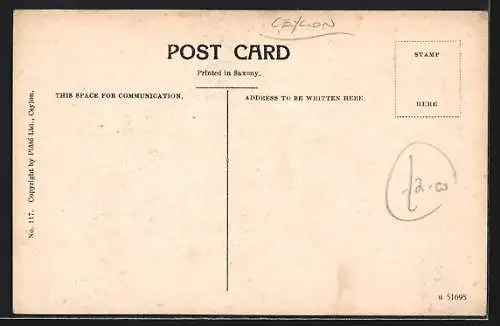 CEYLON
POST CARD
Printed in Saxony.
THIS SPACE FOR COMMUNICATION.
ADDRESS TO BE WRITTEN HERE.
STAMP
HERE
No. 117. Copyright by Plâté Ltd., Ceylon.
2.00
51695